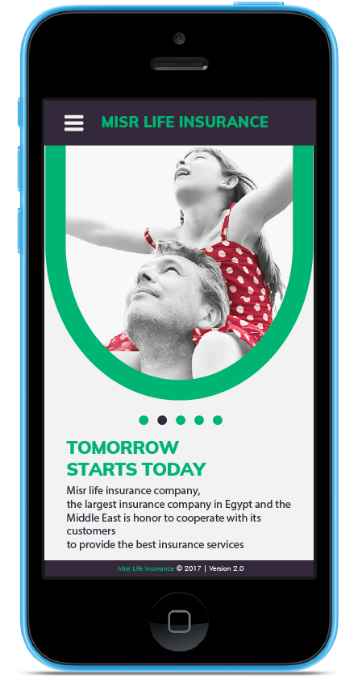 MISR LIFE INSURANCE
TOMORROW
STARTS TODAY
Misr life insurance company,
the largest insurance company in Egypt and the
Middle East is honor to cooperate with its
customers
to provide the best insurance services
Misr Life Insurance © 2017 | Version 2.0